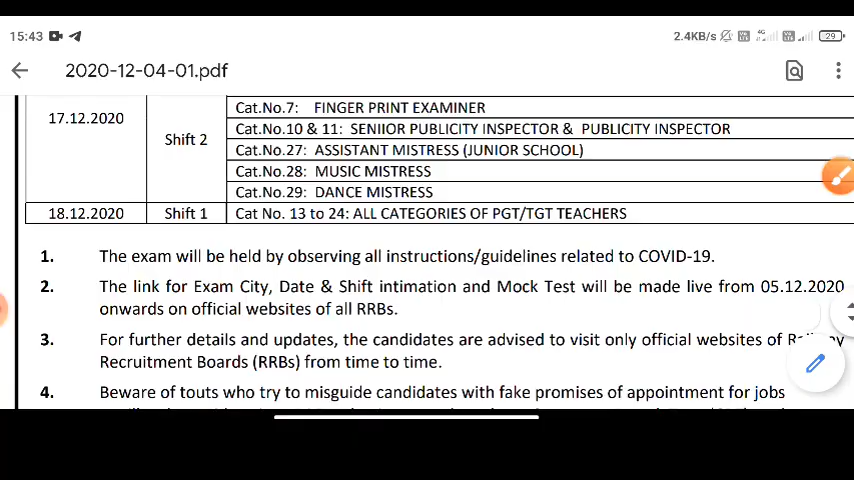 15:43
2.4KB/s 4G 29
2020-12-04-01.pdf
17.12.2020
Shift 2
Cat.No.7: FINGER PRINT EXAMINER
Cat.No.10 & 11: SENIIOR PUBLICITY INSPECTOR & PUBLICITY INSPECTOR
Cat.No.27: ASSISTANT MISTRESS (JUNIOR SCHOOL)
Cat.No.28: MUSIC MISTRESS
Cat.No.29: DANCE MISTRESS
18.12.2020 Shift 1 Cat No. 13 to 24: ALL CATEGORIES OF PGT/TGT TEACHERS
1. The exam will be held by observing all instructions/guidelines related to COVID-19.
2. The link for Exam City, Date & Shift intimation and Mock Test will be made live from 05.12.2020
onwards on official websites of all RRBs.
3. For further details and updates, the candidates are advised to visit only official websites of
Recruitment Boards (RRBs) from time to time.
4. Beware of touts who try to misguide candidates with fake promises of appointment for jobs